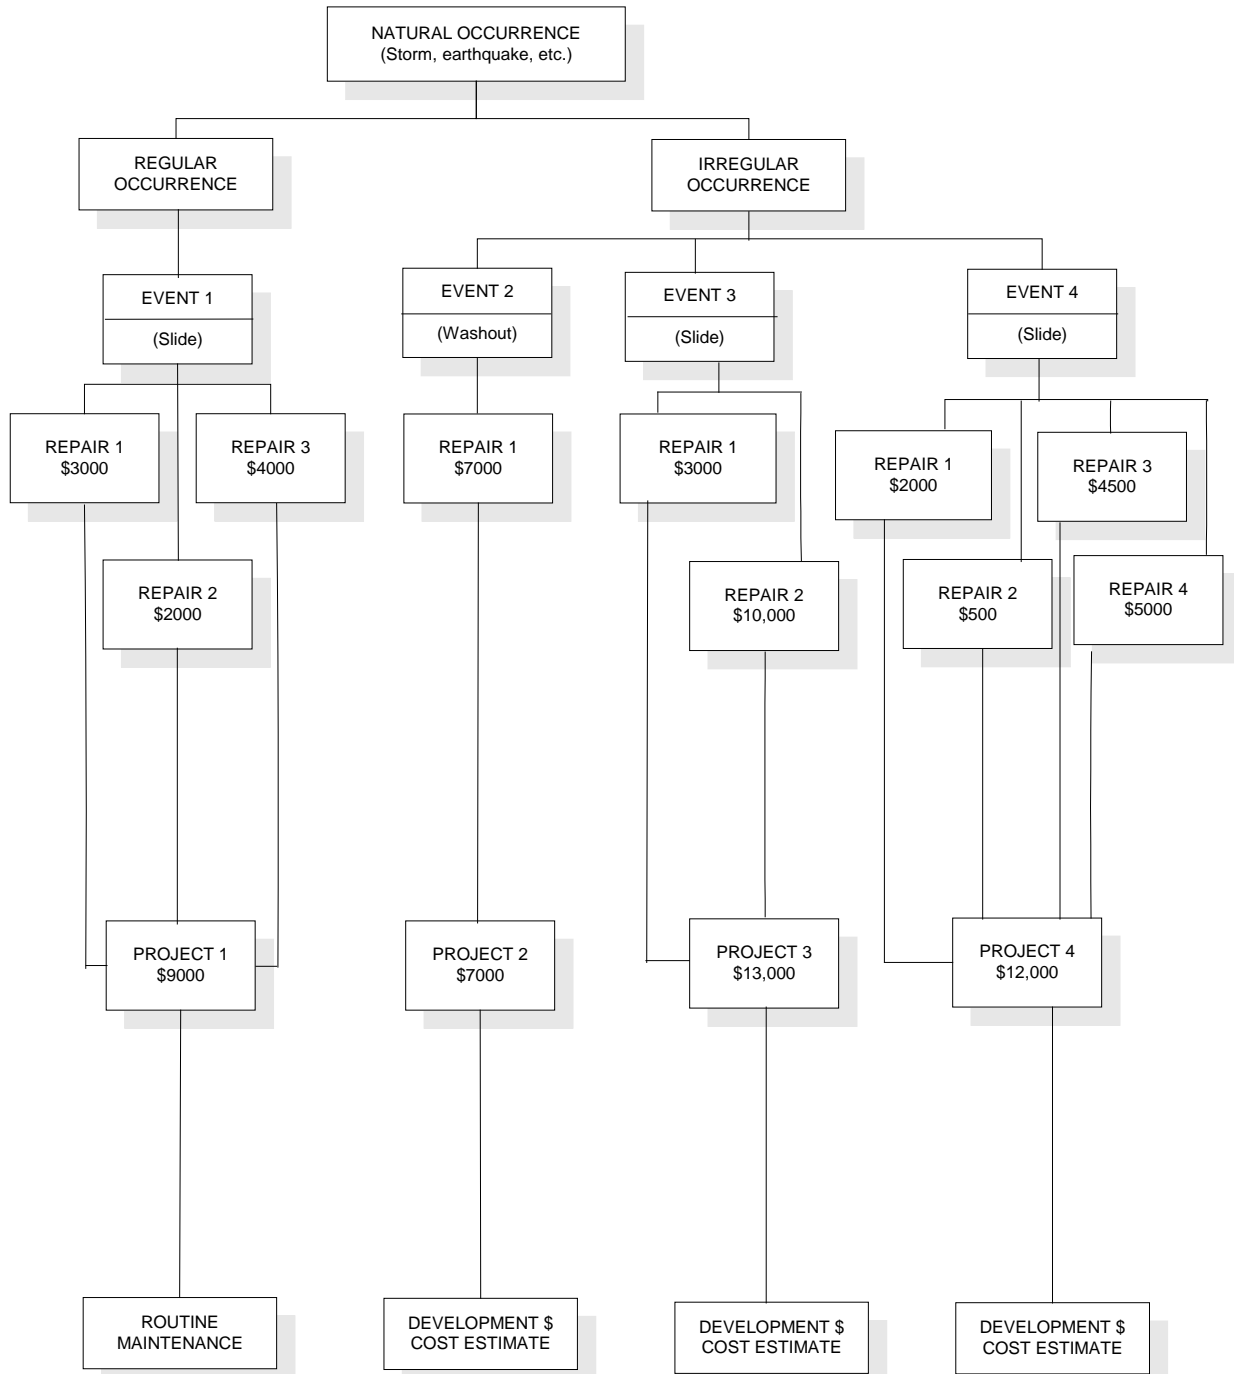 NATURAL OCCURRENCE
(Storm, earthquake, etc.)
REGULAR
OCCURRENCE
IRREGULAR
OCCURRENCE
EVENT 1
(Slide)
EVENT 2
(Washout)
EVENT 3
(Slide)
EVENT 4
(Slide)
REPAIR 1
$3000
REPAIR 3
$4000
REPAIR 1
$7000
REPAIR 1
$3000
REPAIR 1
$2000
REPAIR 3
$4500
REPAIR 2
$2000
REPAIR 2
$10,000
REPAIR 2
$500
REPAIR 4
$5000
PROJECT 1
$9000
PROJECT 2
$7000
PROJECT 3
$13,000
PROJECT 4
$12,000
ROUTINE
MAINTENANCE
DEVELOPMENT $
COST ESTIMATE
DEVELOPMENT $
COST ESTIMATE
DEVELOPMENT $
COST ESTIMATE